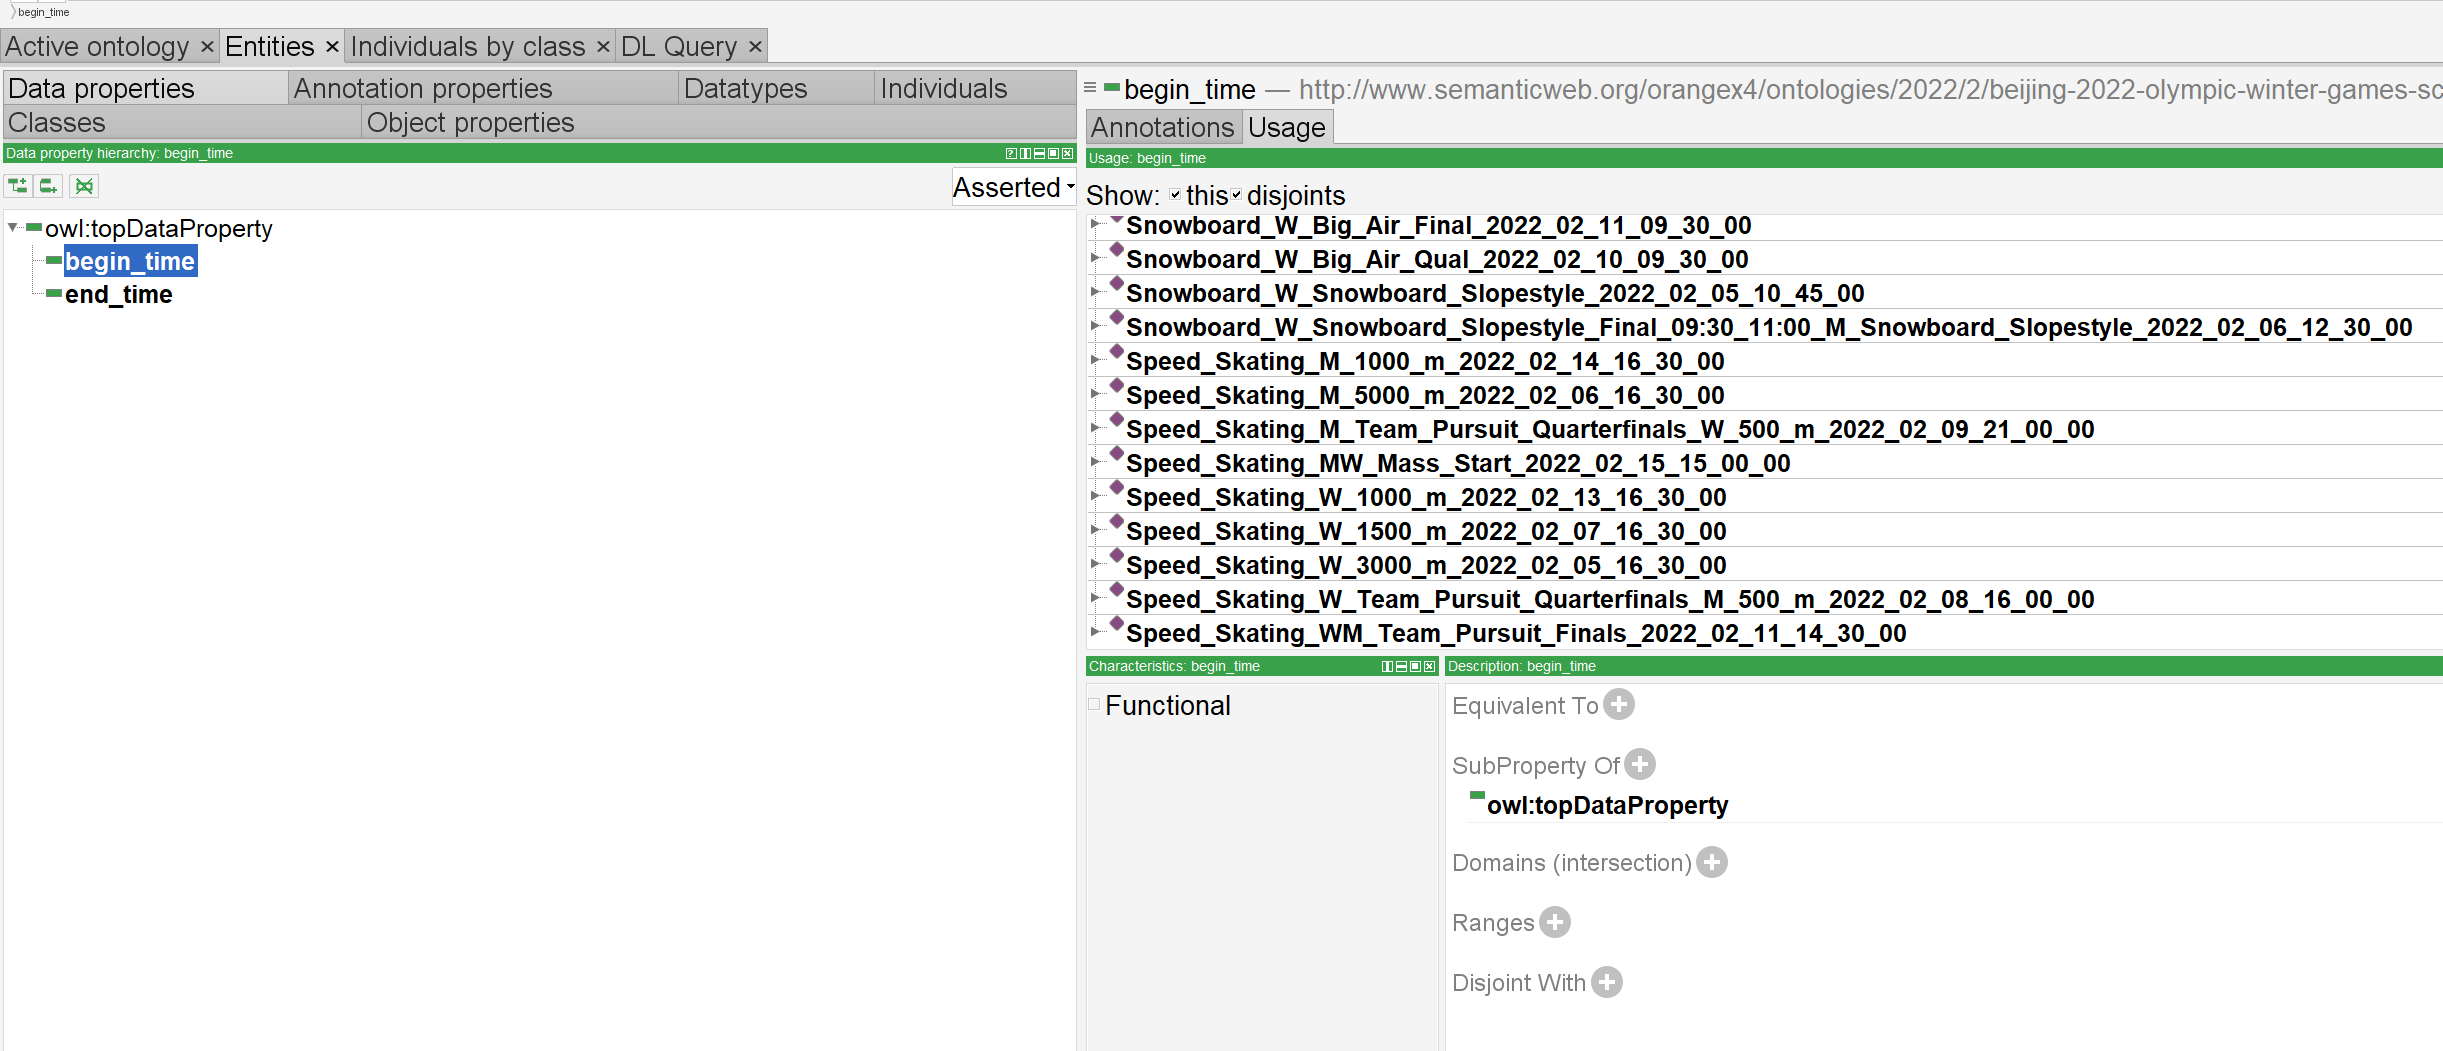 begin_time
Active ontology × Entities × Individuals by class × DL Query ×
Data properties Annotation properties Datatypes Individuals
Classes Object properties
Data property hierarchy: begin_time
Asserted
owl:topDataProperty
begin_time
end_time
begin_time — http://www.semanticweb.org/orangex4/ontologies/2022/2/beijing-2022-olympic-winter-games-sc
Annotations Usage
Usage: begin_time
Show: this disjoints
Snowboard_W_Big_Air_Final_2022_02_11_09_30_00
Snowboard_W_Big_Air_Qual_2022_02_10_09_30_00
Snowboard_W_Snowboard_Slopestyle_2022_02_05_10_45_00
Snowboard_W_Snowboard_Slopestyle_Final_09:30_11:00_M_Snowboard_Slopestyle_2022_02_06_12_30_00
Speed_Skating_M_1000_m_2022_02_14_16_30_00
Speed_Skating_M_5000_m_2022_02_06_16_30_00
Speed_Skating_M_Team_Pursuit_Quarterfinals_W_500_m_2022_02_09_21_00_00
Speed_Skating_MW_Mass_Start_2022_02_15_15_00_00
Speed_Skating_W_1000_m_2022_02_13_16_30_00
Speed_Skating_W_1500_m_2022_02_07_16_30_00
Speed_Skating_W_3000_m_2022_02_05_16_30_00
Speed_Skating_W_Team_Pursuit_Quarterfinals_M_500_m_2022_02_08_16_00_00
Speed_Skating_WM_Team_Pursuit_Finals_2022_02_11_14_30_00
Characteristics: begin_time
Functional
Description: begin_time
Equivalent To
SubProperty Of
owl:topDataProperty
Domains (intersection)
Ranges
Disjoint With